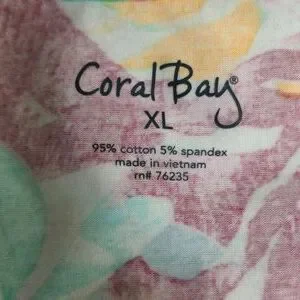 Coral Bay®
XL
95% cotton 5% spandex
made in vietnam
rn# 76235